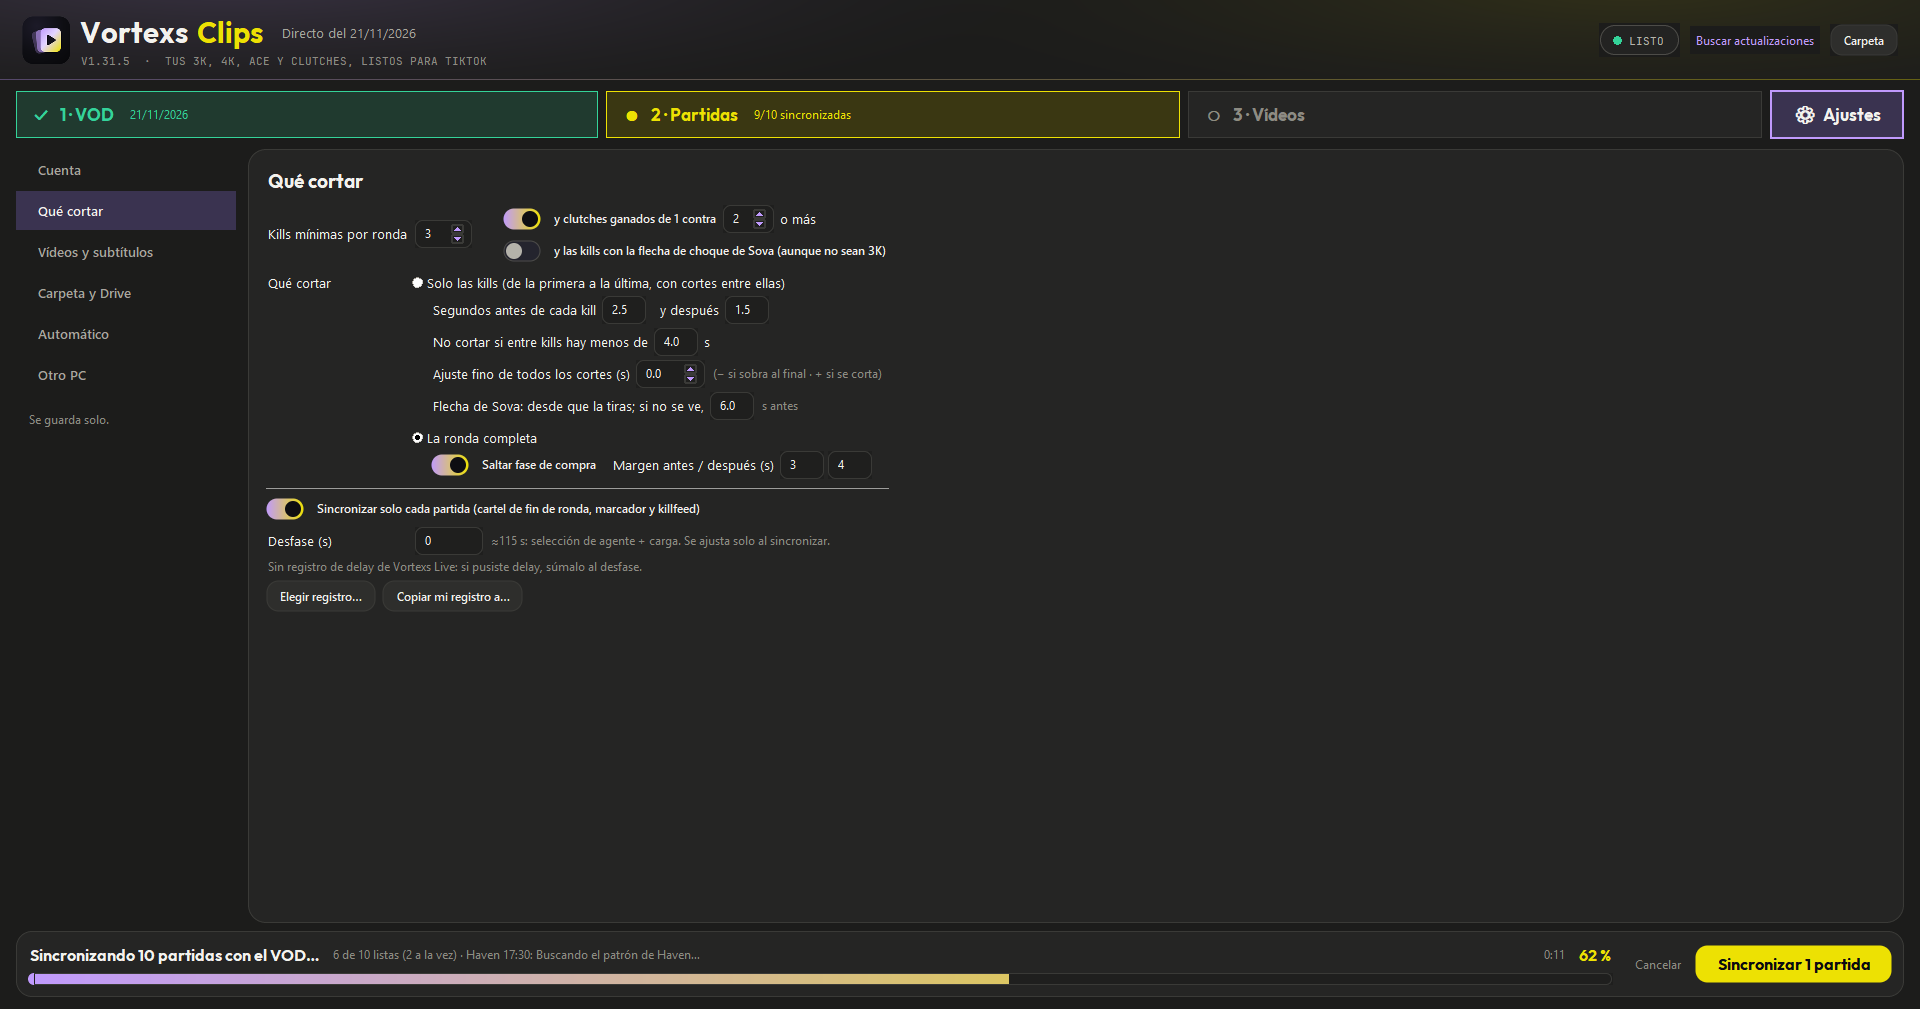 Vortexs Clips Directo del 21/11/2026
V1.31.5 · TUS 3K, 4K, ACE Y CLUTCHES, LISTOS PARA TIKTOK
LISTO Buscar actualizaciones Carpeta
1·VOD 21/11/2026
2·Partidas 9/10 sincronizadas
3·Vídeos
Ajustes
Cuenta
Qué cortar
Vídeos y subtítulos
Carpeta y Drive
Automático
Otro PC
Se guarda solo.
Qué cortar
Kills mínimas por ronda 3
y clutches ganados de 1 contra 2 o más
y las kills con la flecha de choque de Sova (aunque no sean 3K)
Qué cortar
Solo las kills (de la primera a la última, con cortes entre ellas)
Segundos antes de cada kill 2.5 y después 1.5
No cortar si entre kills hay menos de 4.0 s
Ajuste fino de todos los cortes (s) 0.0 (− si sobra al final · + si se corta)
Flecha de Sova: desde que la tiras; si no se ve, 6.0 s antes
La ronda completa
Saltar fase de compra Margen antes / después (s) 3 4
Sincronizar solo cada partida (cartel de fin de ronda, marcador y killfeed)
Desfase (s) 0 ≈115 s: selección de agente + carga. Se ajusta solo al sincronizar.
Sin registro de delay de Vortexs Live: si pusiste delay, súmalo al desfase.
Elegir registro... Copiar mi registro a...
Sincronizando 10 partidas con el VOD... 6 de 10 listas (2 a la vez) · Haven 17:30: Buscando el patrón de Haven... 0:11 62 %
Cancelar Sincronizar 1 partida